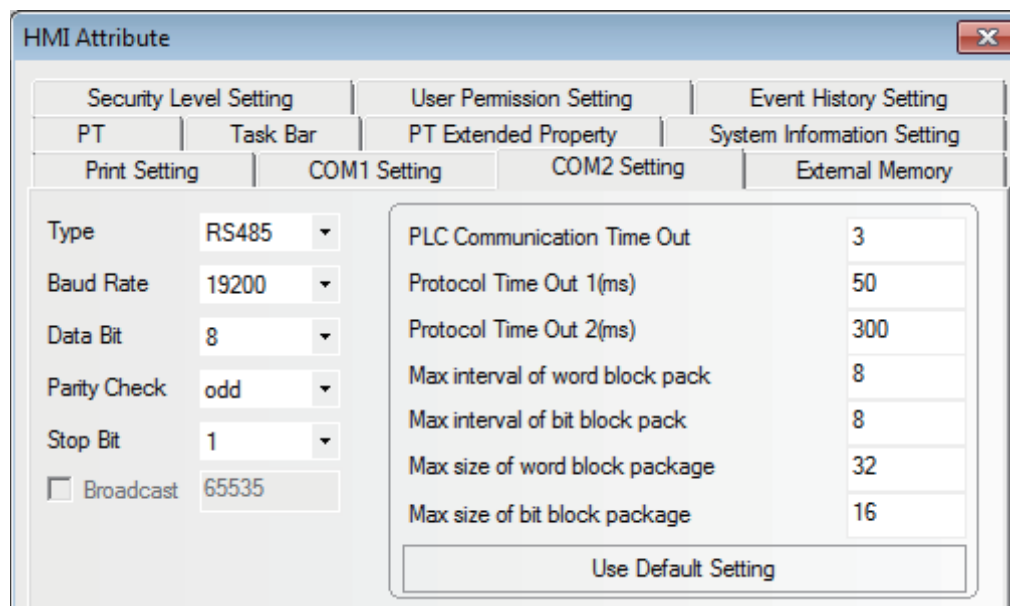 HMI Attribute
Security Level Setting User Permission Setting Event History Setting
PT Task Bar PT Extended Property System Information Setting
Print Setting COM1 Setting COM2 Setting External Memory
Type RS485
Baud Rate 19200
Data Bit 8
Parity Check odd
Stop Bit 1
Broadcast 65535
PLC Communication Time Out 3
Protocol Time Out 1(ms) 50
Protocol Time Out 2(ms) 300
Max interval of word block pack 8
Max interval of bit block pack 8
Max size of word block package 32
Max size of bit block package 16
Use Default Setting